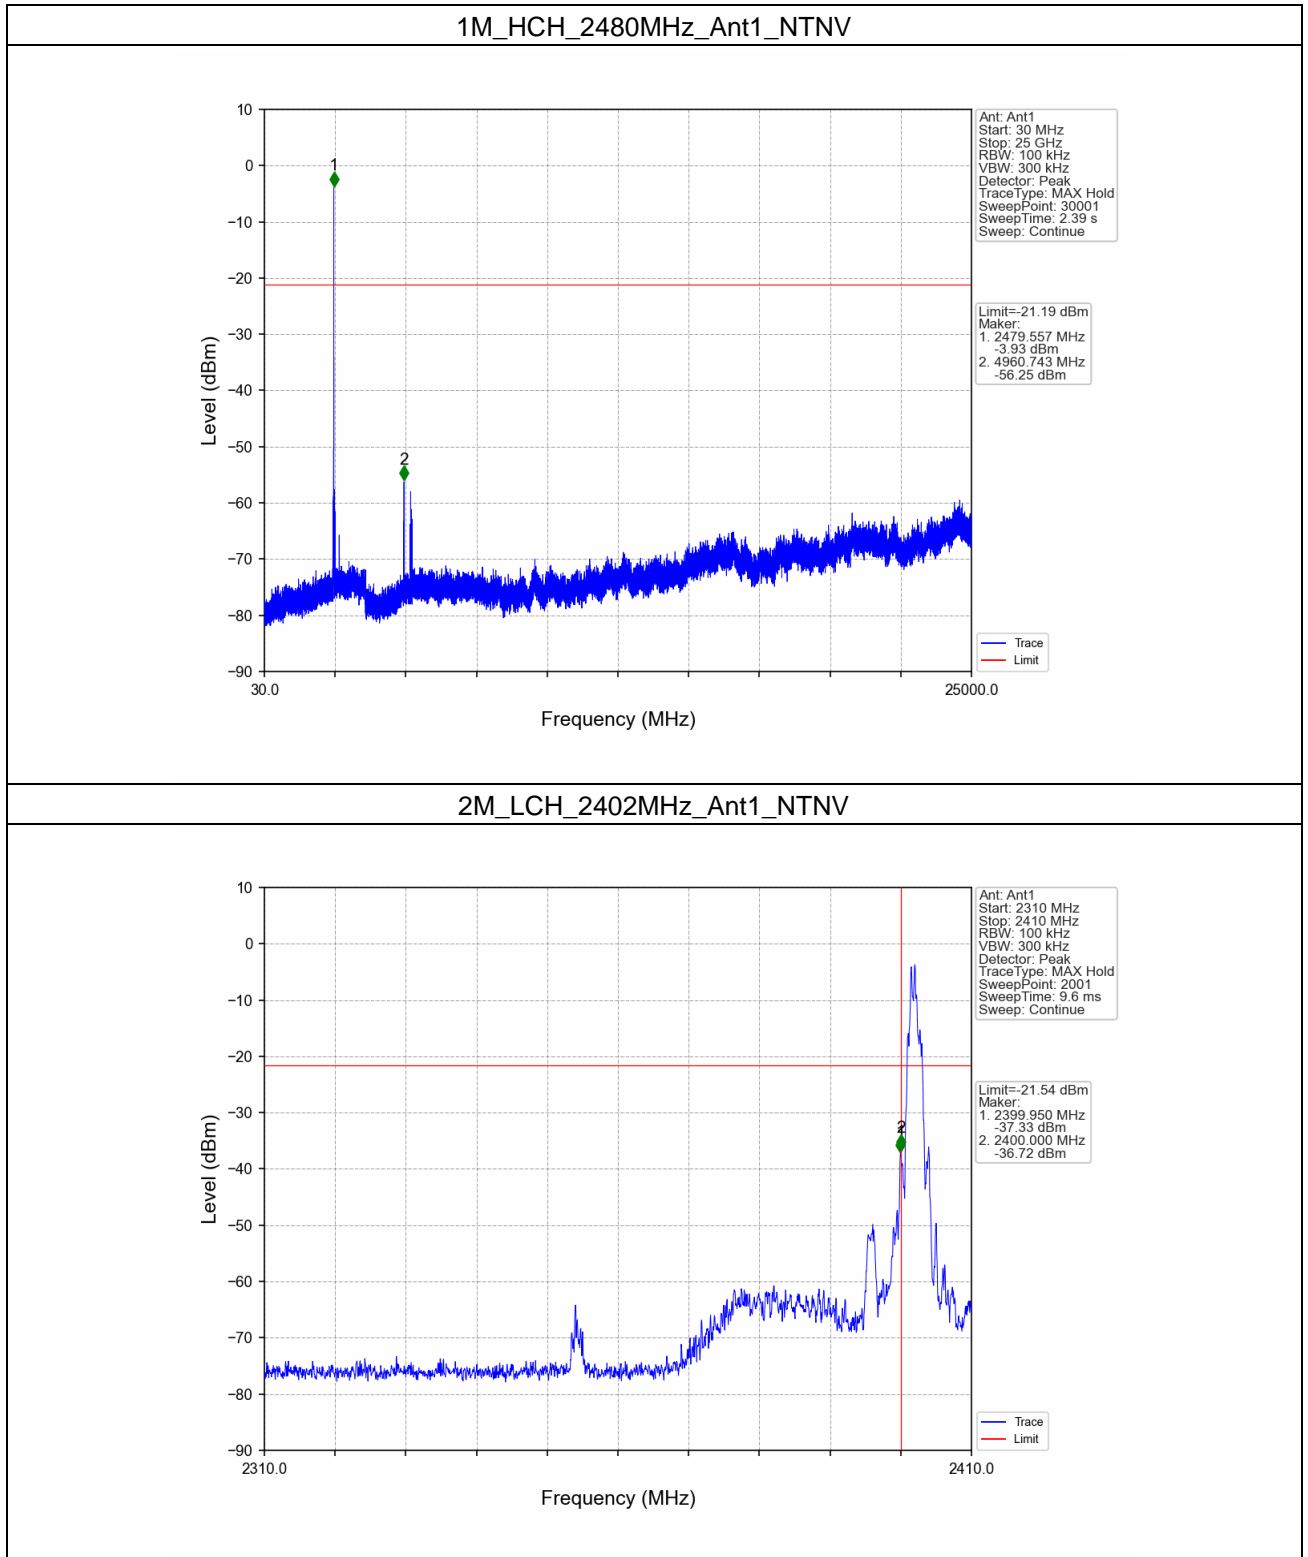 1M_HCH_2480MHz_Ant1_NTNV
10
0
−10
−20
−30
−40
−50
−60
−70
−80
−90
Level (dBm)
1
2
30.0
25000.0
Frequency (MHz)
Ant: Ant1
Start: 30 MHz
Stop: 25 GHz
RBW: 100 kHz
VBW: 300 kHz
Detector: Peak
TraceType: MAX Hold
SweepPoint: 30001
SweepTime: 2.39 s
Sweep: Continue
Limit=-21.19 dBm
Maker:
1. 2479.557 MHz
-3.93 dBm
2. 4960.743 MHz
-56.25 dBm
Trace
Limit
2M_LCH_2402MHz_Ant1_NTNV
10
0
−10
−20
−30
−40
−50
−60
−70
−80
−90
Level (dBm)
2
2310.0
2410.0
Frequency (MHz)
Ant: Ant1
Start: 2310 MHz
Stop: 2410 MHz
RBW: 100 kHz
VBW: 300 kHz
Detector: Peak
TraceType: MAX Hold
SweepPoint: 2001
SweepTime: 9.6 ms
Sweep: Continue
Limit=-21.54 dBm
Maker:
1. 2399.950 MHz
-37.33 dBm
2. 2400.000 MHz
-36.72 dBm
Trace
Limit